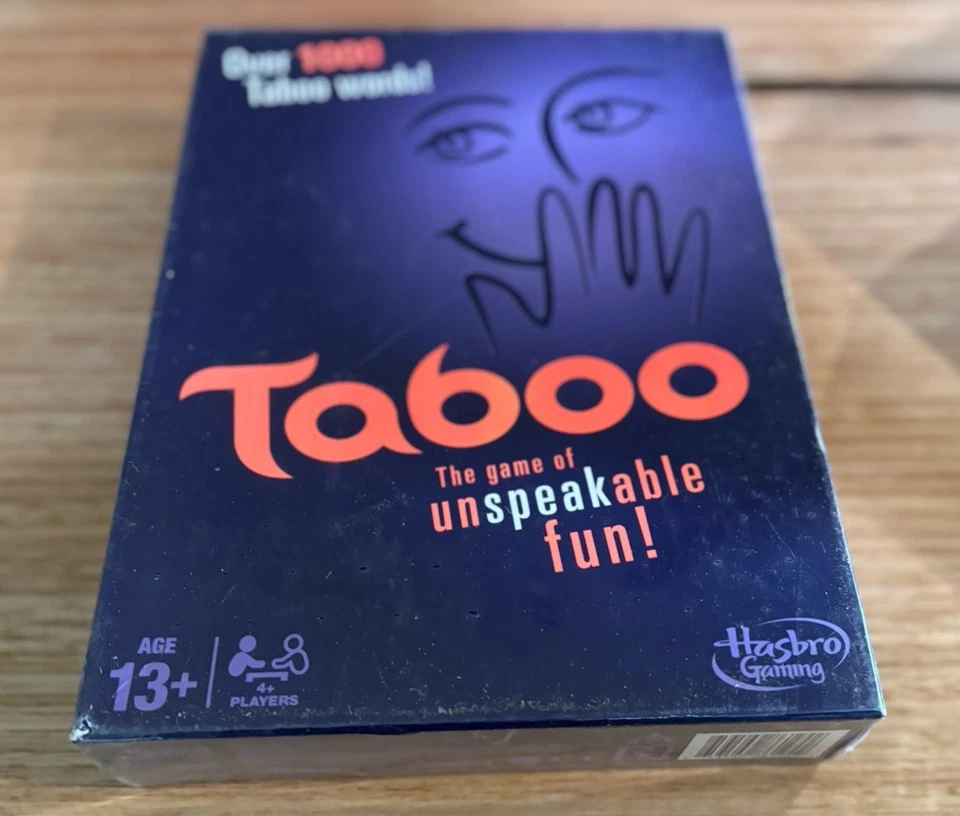 Over 1000
Taboo words!
Taboo
The game of
unspeakable
fun!
AGE
13+
4+
PLAYERS
Hasbro
Gaming